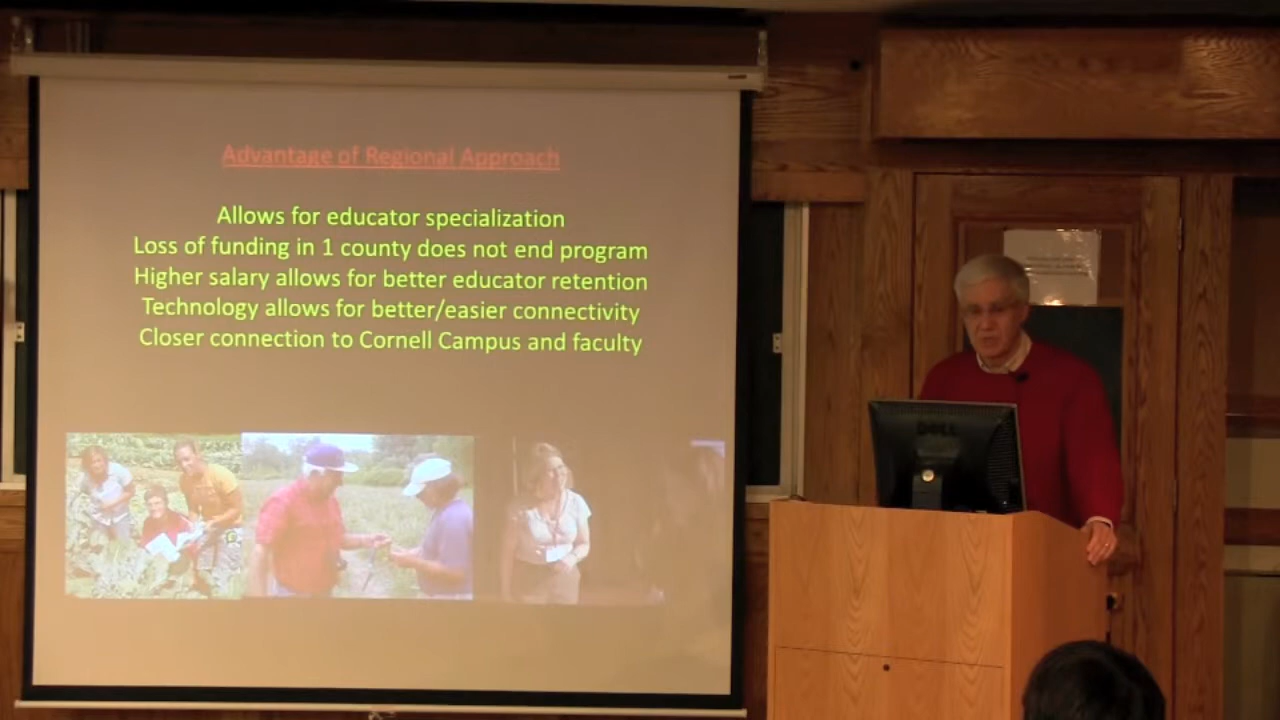 Advantage of Regional Approach
Allows for educator specialization
Loss of funding in 1 county does not end program
Higher salary allows for better educator retention
Technology allows for better/easier connectivity
Closer connection to Cornell Campus and faculty
DELL